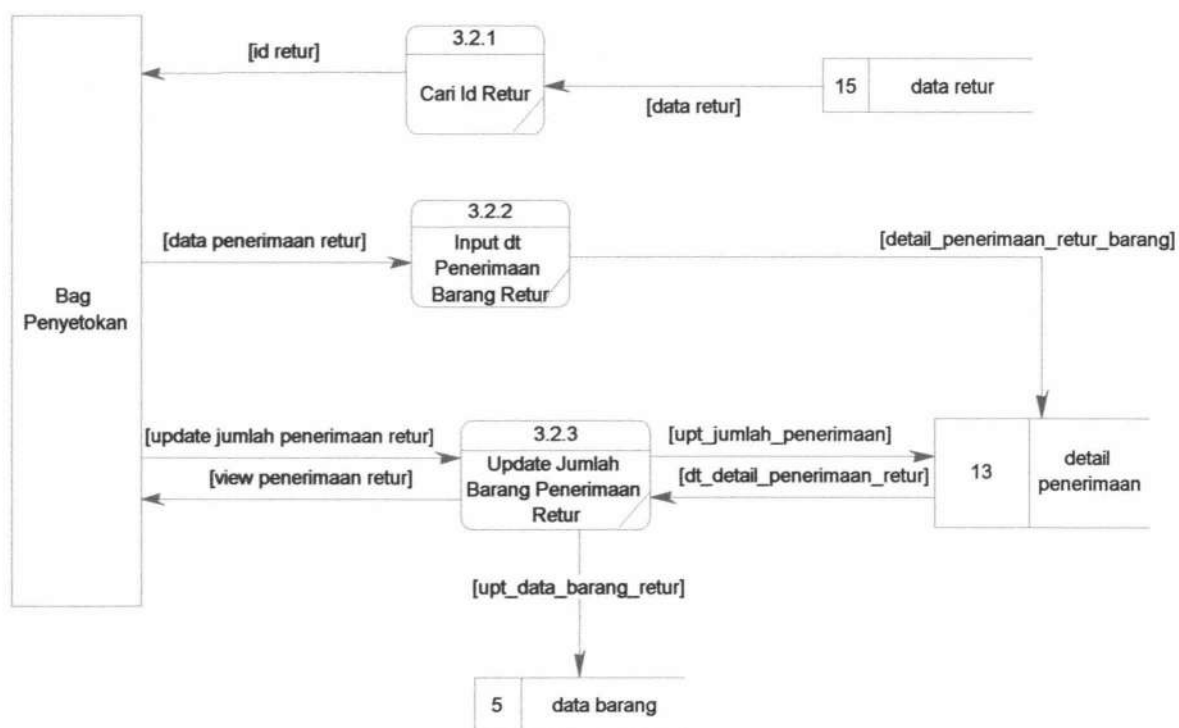 3.2.1
[id retur]
Cari Id Retur
15
data retur
[data retur]
3.2.2
[data penerimaan retur]
Input dt
Penerimaan
Barang Retur
[detail_penerimaan_retur_barang]
Bag
Penyetokan
[update jumlah penerimaan retur]
3.2.3
[upt_jumlah_penerimaan]
[view penerimaan retur]
Update Jumlah
Barang Penerimaan
Retur
[dt_detail_penerimaan_retur]
13
detail
penerimaan
[upt_data_barang_retur]
5
data barang